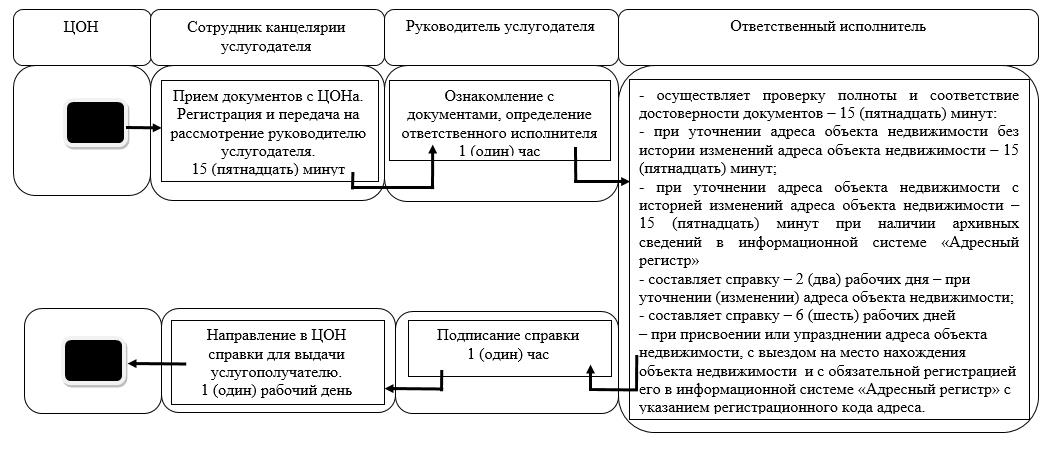 ЦОН
Сотрудник канцелярии
услугодателя
Руководитель услугодателя
Ответственный исполнитель
Прием документов с ЦОНа.
Регистрация и передача на
рассмотрение руководителю
услугодателя.
15 (пятнадцать) минут
Ознакомление с
документами, определение
ответственного исполнителя
1 (один) час
- осуществляет проверку полноты и соответствие
достоверности документов – 15 (пятнадцать) минут:
- при уточнении адреса объекта недвижимости без
истории изменений адреса объекта недвижимости – 15
(пятнадцать) минут;
- при уточнении адреса объекта недвижимости с
историей изменений адреса объекта недвижимости –
15 (пятнадцать) минут при наличии архивных
сведений в информационной системе «Адресный
регистр»
- составляет справку – 2 (два) рабочих дня – при
уточнении (изменении) адреса объекта недвижимости;
- составляет справку – 6 (шесть) рабочих дней
– при присвоении или упразднении адреса объекта
недвижимости, с выездом на место нахождения
объекта недвижимости и с обязательной регистрацией
его в информационной системе «Адресный регистр» с
указанием регистрационного кода адреса.
Подписание справки
1 (один) час
Направление в ЦОН
справки для выдачи
услугополучателю.
1 (один) рабочий день